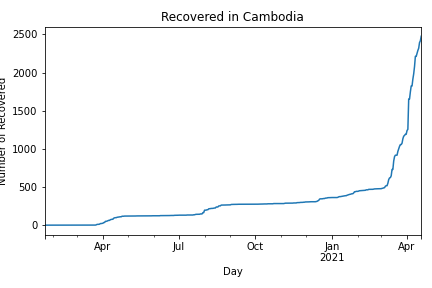 Recovered in Cambodia
2500
2000
1500
1000
500
0
Number of Recovered
Apr
Jul
Oct
Jan
2021
Apr
Day